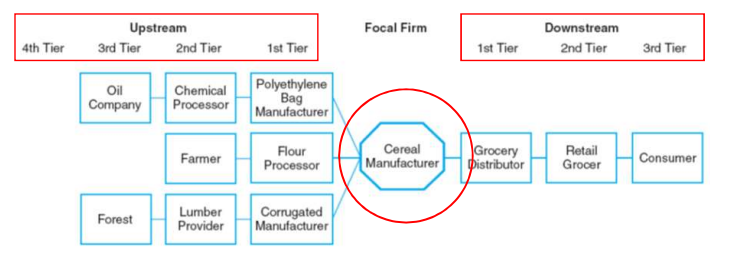 Upstream
Focal Firm
Downstream
4th Tier 3rd Tier 2nd Tier 1st Tier
1st Tier 2nd Tier 3rd Tier
Oil
Company
Chemical
Processor
Polyethylene
Bag
Manufacturer
Farmer
Flour
Processor
Cereal
Manufacturer
Grocery
Distributor
Retail
Grocer
Consumer
Forest
Lumber
Provider
Corrugated
Manufacturer